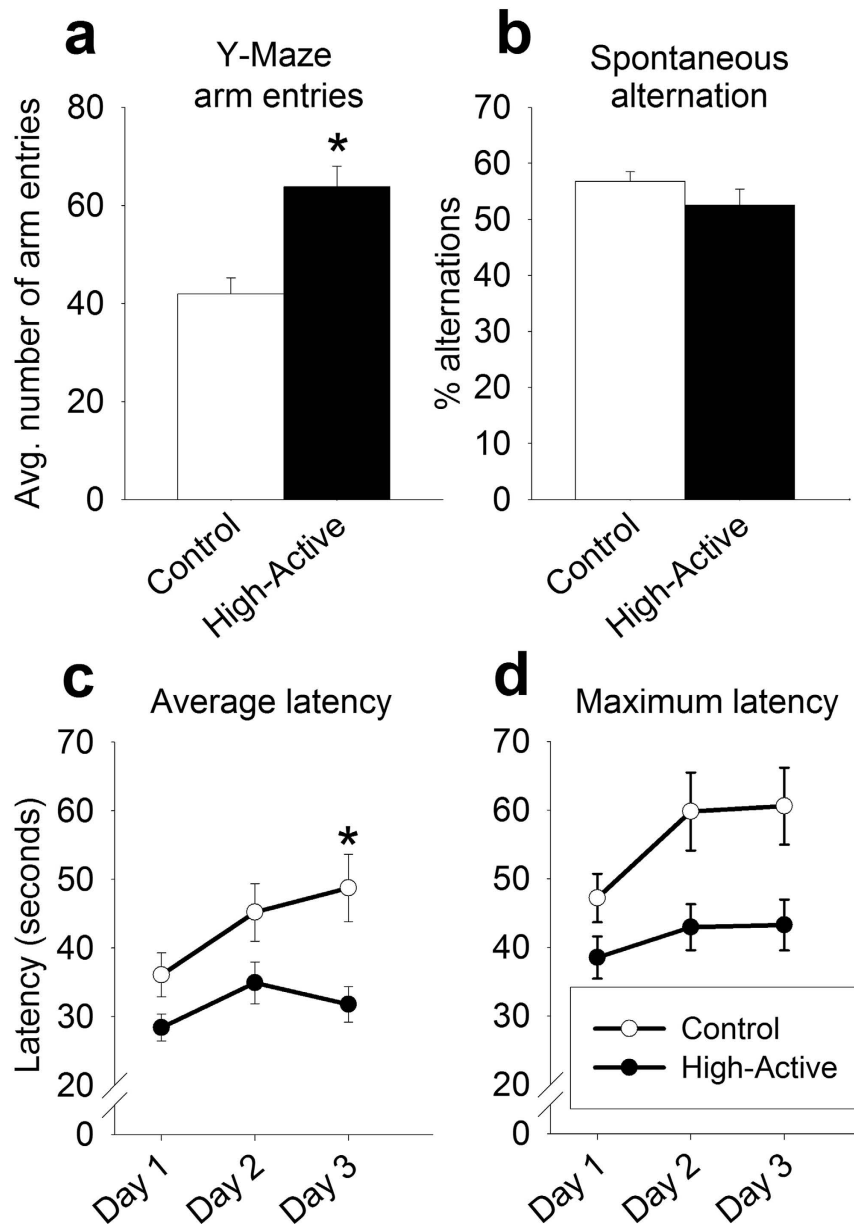 a
Y-Maze
arm entries
Avg. number of arm entries
80
60
40
20
0
*
Control
High-Active
b
Spontaneous
alternation
% alternations
70
60
50
40
30
20
10
0
Control
High-Active
c
Average latency
Latency (seconds)
70
60
50
40
30
20
0
*
Day 1
Day 2
Day 3
d
Maximum latency
70
60
50
40
30
20
0
Control
High-Active
Day 1
Day 2
Day 3